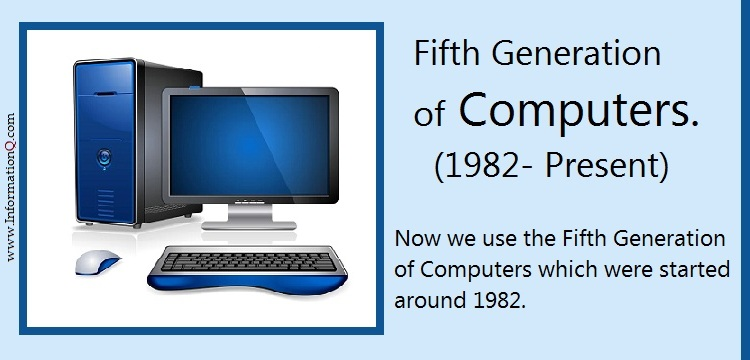 www.InformationQ.com
Fifth Generation
of Computers.
(1982- Present)
Now we use the Fifth Generation
of Computers which were started
around 1982.